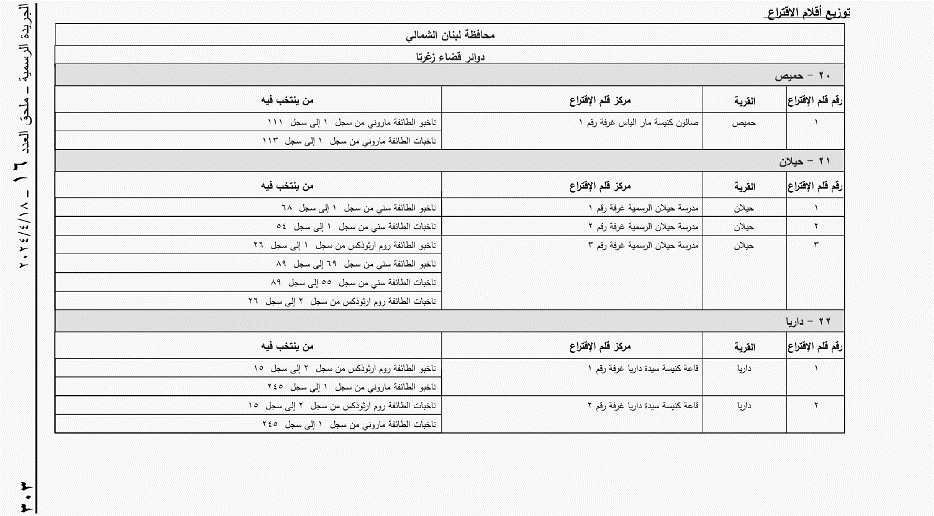 توزيع أقلام الاقتراع
محافظة لبنان الشمالي
دوائر قضاء زغرتا
٢٠ - حميص
رقم قلم الإقتراع القرية مركز قلم الإقتراع من ينتخب فيه
١ حميص صالون كنيسة مار الياس غرفة رقم ١ ناخبو الطائفة ماروني من سجل ١ إلى سجل ١١١
ناخبات الطائفة ماروني من سجل ١ إلى سجل ١١٣
٢١ - حيلان
رقم قلم الإقتراع القرية مركز قلم الإقتراع من ينتخب فيه
١ حيلان مدرسة حيلان الرسمية غرفة رقم ١ ناخبو الطائفة سني من سجل ١ إلى سجل ٦٨
٢ حيلان مدرسة حيلان الرسمية غرفة رقم ٢ ناخبات الطائفة سني من سجل ١ إلى سجل ٥٤
٣ حيلان مدرسة حيلان الرسمية غرفة رقم ٣ ناخبو الطائفة روم ارثوذكس من سجل ١ إلى سجل ٢٦
ناخبو الطائفة سني من سجل ٦٩ إلى سجل ٨٩
ناخبات الطائفة سني من سجل ٥٥ إلى سجل ٨٩
ناخبات الطائفة روم ارثوذكس من سجل ٢ إلى سجل ٢٦
٢٢ - داريا
رقم قلم الإقتراع القرية مركز قلم الإقتراع من ينتخب فيه
١ داريا قاعة كنيسة سيدة داريا غرفة رقم ١ ناخبو الطائفة روم ارثوذكس من سجل ٢ إلى سجل ١٥
ناخبو الطائفة ماروني من سجل ١ إلى سجل ٢٤٥
٢ داريا قاعة كنيسة سيدة داريا غرفة رقم ٢ ناخبات الطائفة روم ارثوذكس من سجل ٢ إلى سجل ١٥
ناخبات الطائفة ماروني من سجل ١ إلى سجل ٢٤٥
الجريدة الرسمية - ملحق العدد ١٦ - ٢٠٢٤/٤/١٨
٣٠٣